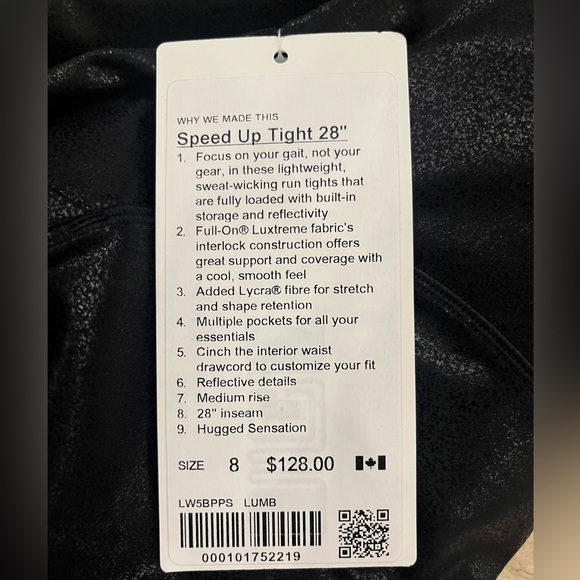 WHY WE MADE THIS
Speed Up Tight 28"
1. Focus on your gait, not your
gear, in these lightweight,
sweat-wicking run tights that
are fully loaded with built-in
storage and reflectivity
2. Full-On® Luxtreme fabric's
interlock construction offers
great support and coverage with
a cool, smooth feel
3. Added Lycra® fibre for stretch
and shape retention
4. Multiple pockets for all your
essentials
5. Cinch the interior waist
drawcord to customize your fit
6. Reflective details
7. Medium rise
8. 28" inseam
9. Hugged Sensation
SIZE 8 $128.00
LW5BPPS LUMB
000101752219